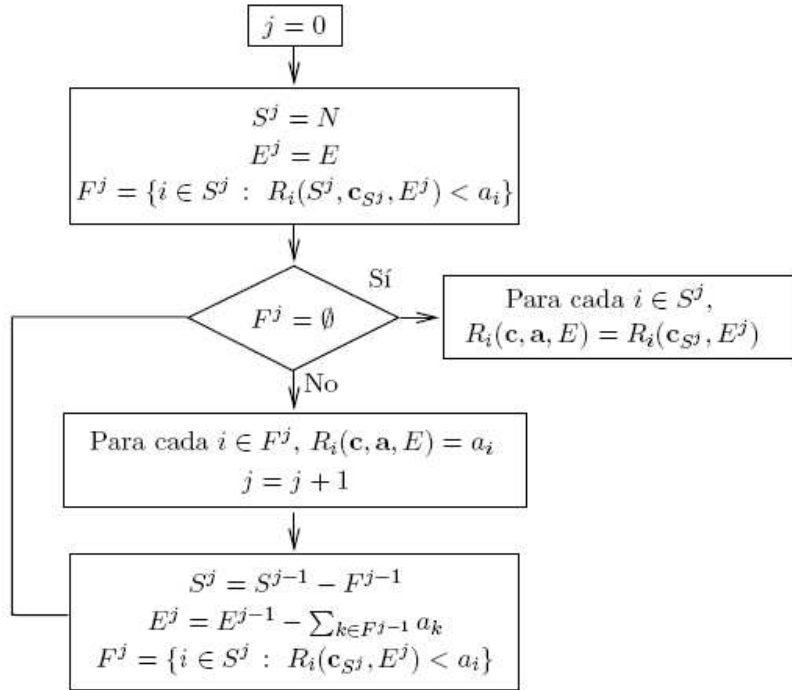 j = 0
S^j = N
E^j = E
F^j = {i ∈ S^j : R_i(S^j, c_{S^j}, E^j) < a_i}
F^j = ∅
Sí
Para cada i ∈ S^j,
R_i(c, a, E) = R_i(c_{S^j}, E^j)
No
Para cada i ∈ F^j, R_i(c, a, E) = a_i
j = j + 1
S^j = S^{j−1} − F^{j−1}
E^j = E^{j−1} − ∑_{k∈F^{j−1}} a_k
F^j = {i ∈ S^j : R_i(c_{S^j}, E^j) < a_i}